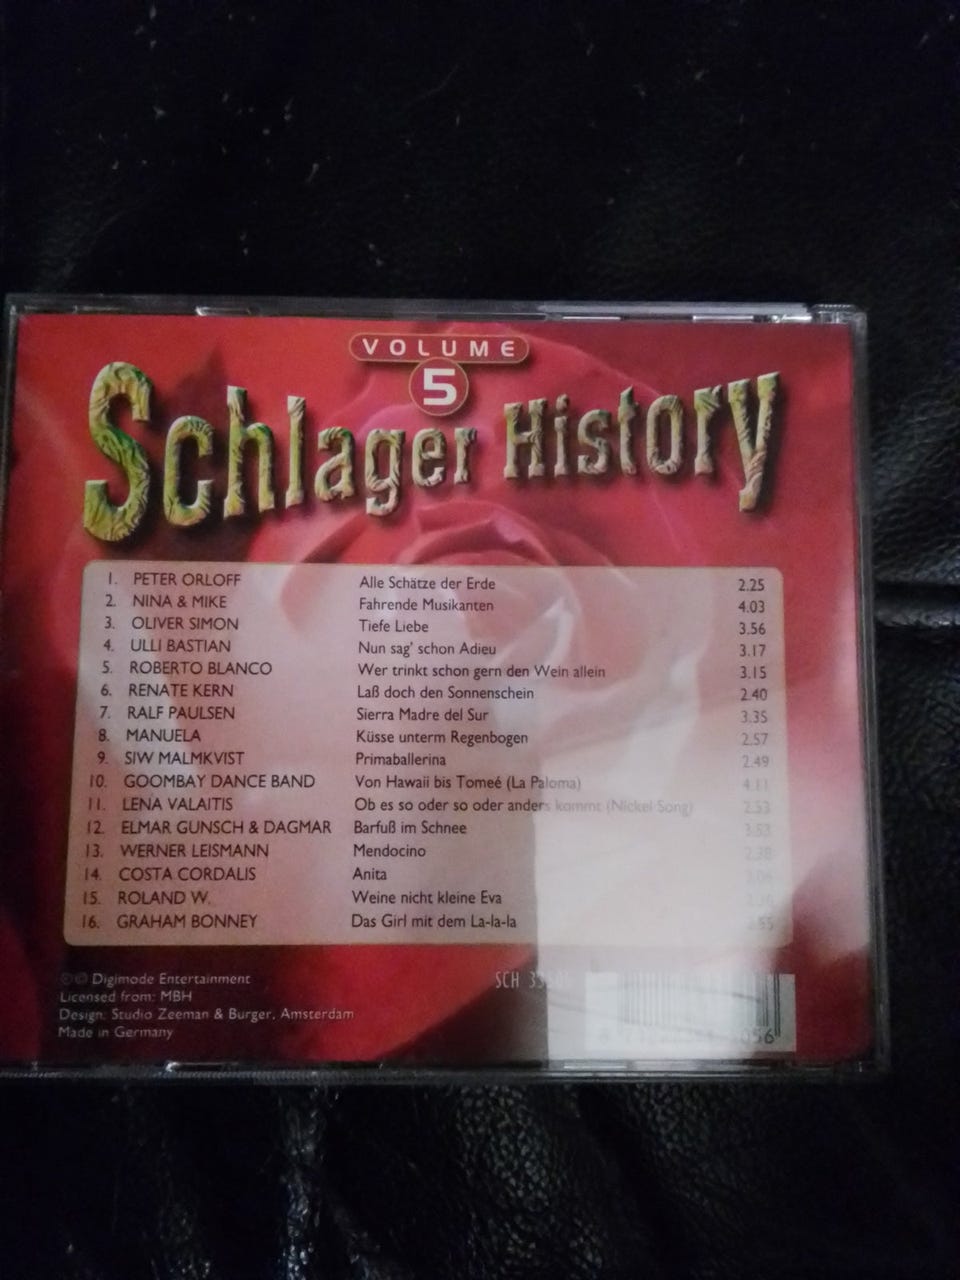 VOLUME
5
Schlager History
1. PETER ORLOFF Alle Schätze der Erde 2.25
2. NINA & MIKE Fahrende Musikanten 4.03
3. OLIVER SIMON Tiefe Liebe 3.56
4. ULLI BASTIAN Nun sag' schon Adieu 3.17
5. ROBERTO BLANCO Wer trinkt schon gern den Wein allein 3.15
6. RENATE KERN Laß doch den Sonnenschein 2.40
7. RALF PAULSEN Sierra Madre del Sur 3.35
8. MANUELA Küsse unterm Regenbogen 2.57
9. SIW MALMKVIST Primaballerina 2.49
10. GOOMBAY DANCE BAND Von Hawaii bis Tomeé (La Paloma) 4.11
11. LENA VALAITIS Ob es so oder so oder anders kommt (Nickel Song) 2.53
12. ELMAR GUNSCH & DAGMAR Barfuß im Schnee 3.53
13. WERNER LEISMANN Mendocino
14. COSTA CORDALIS Anita
15. ROLAND W. Weine nicht kleine Eva
16. GRAHAM BONNEY Das Girl mit dem La-la-la
Digimode Entertainment SCH
Licensed from: MBH
Design: Studio Zeeman & Burger, Amsterdam
Made in Germany